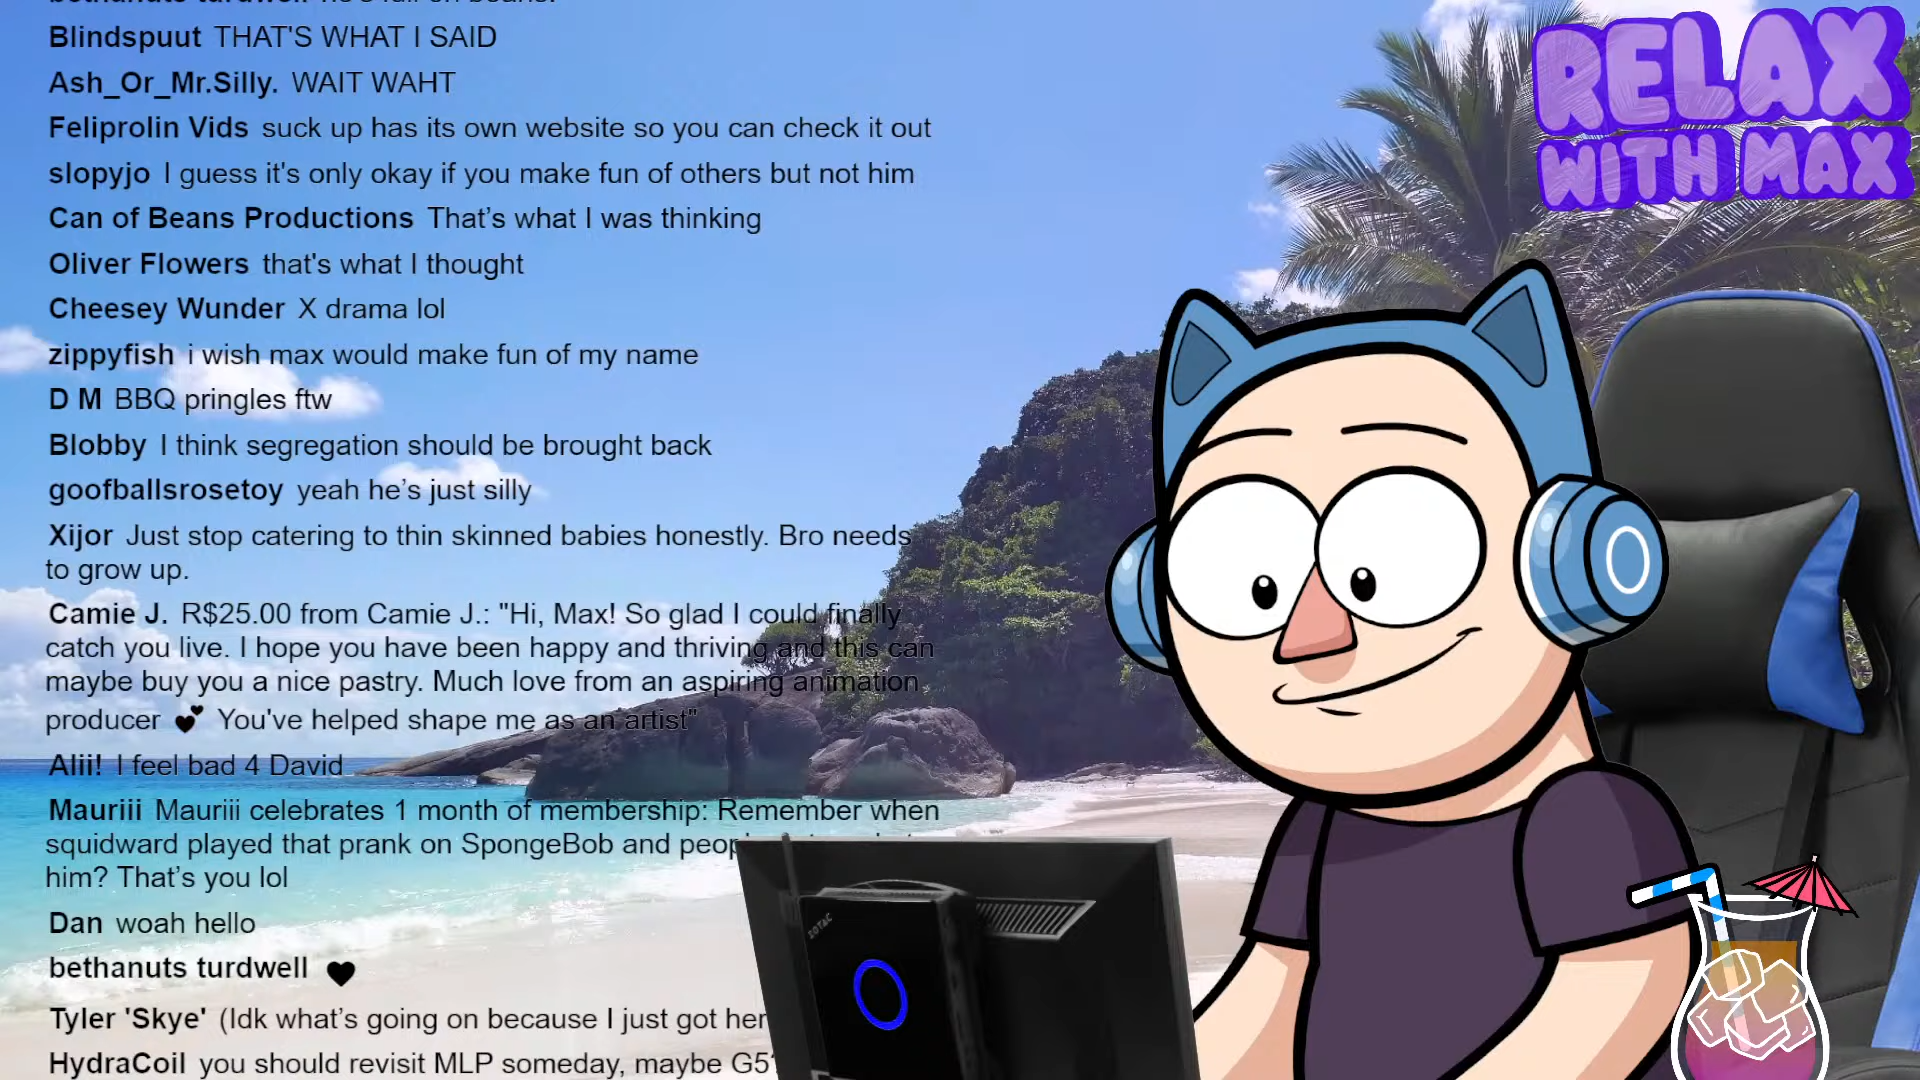 Blindspuut THAT'S WHAT I SAID
Ash_Or_Mr.Silly. WAIT WAHT
Feliprolin Vids suck up has its own website so you can check it out
slopyjo I guess it's only okay if you make fun of others but not him
Can of Beans Productions That’s what I was thinking
Oliver Flowers that's what I thought
Cheesey Wunder X drama lol
zippyfish i wish max would make fun of my name
D M BBQ pringles ftw
Blobby I think segregation should be brought back
goofballsrosetoy yeah he’s just silly
Xijor Just stop catering to thin skinned babies honestly. Bro needs
to grow up.
Camie J. R$25.00 from Camie J.: "Hi, Max! So glad I could finally
catch you live. I hope you have been happy and thriving and this can
maybe buy you a nice pastry. Much love from an aspiring animation
producer 💕 You've helped shape me as an artist"
Alii! I feel bad 4 David
Mauriii Mauriii celebrates 1 month of membership: Remember when
squidward played that prank on SpongeBob and
him? That’s you lol
Dan woah hello
bethanuts turdwell ♥
Tyler 'Skye' (Idk what’s going on because I just got
HydraCoil you should revisit MLP someday, maybe G5?
RELAX
WITH MAX
ZOTAC